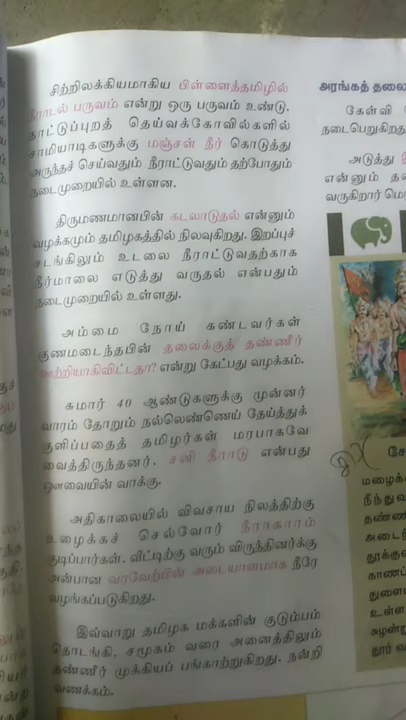 சிற்றிலக்கியமாகிய பிள்ளைத்தமிழில்
நீராடல் பருவம் என்று ஒரு பருவம் உண்டு.
நாட்டுப்புறத் தெய்வக்கோவில்களில்
சாமியாடிகளுக்கு மஞ்சள் நீர் கொடுத்து
அருந்தச் செய்வதும் நீராட்டுவதும் தற்போதும்
நடைமுறையில் உள்ளன.
திருமணமானபின் கடலாடுதல் என்னும்
வழக்கமும் தமிழகத்தில் நிலவுகிறது. இறப்புச்
சடங்கிலும் உடலை நீராட்டுவதற்காக
நீர்மாலை எடுத்து வருதல் என்பதும்
நடைமுறையில் உள்ளது.
அம்மை நோய் கண்டவர்கள்
குணமடைந்தபின் தலைக்குத் தண்ணீர்
ஊற்றியாகிவிட்டதா? என்று கேட்பது வழக்கம்.
சுமார் 40 ஆண்டுகளுக்கு முன்னர்
வாரம் தோறும் நல்லெண்ணெய் தேய்த்துக்
குளிப்பதைத் தமிழர்கள் மரபாகவே
வைத்திருந்தனர். சனி நீராடு என்பது
ஔவையின் வாக்கு.
அதிகாலையில் விவசாய நிலத்திற்கு
உழைக்கச் செல்வோர் நீராகாரம்
குடிப்பார்கள். வீட்டிற்கு வரும் விருந்தினர்க்கு
அன்பான வரவேற்பின் அடையாளமாக நீரே
வழங்கப்படுகிறது.
இவ்வாறு தமிழக மக்களின் குடும்பம்
தொடங்கி, சமூகம் வரை அனைத்திலும்
தண்ணீர் முக்கியப் பங்காற்றுகிறது. நன்றி
வணக்கம்.
அரங்கத் தலை
கேள்வி
நடைபெறுகிற
அடுத்து
என்னும் த
வருகிறார் மெ
சே
மழைக்
நீந்துவ
தண்ண
அடைந்
தூக்கு
காணப்
துளை
உள்ள
சுழன்று
தூர் வ